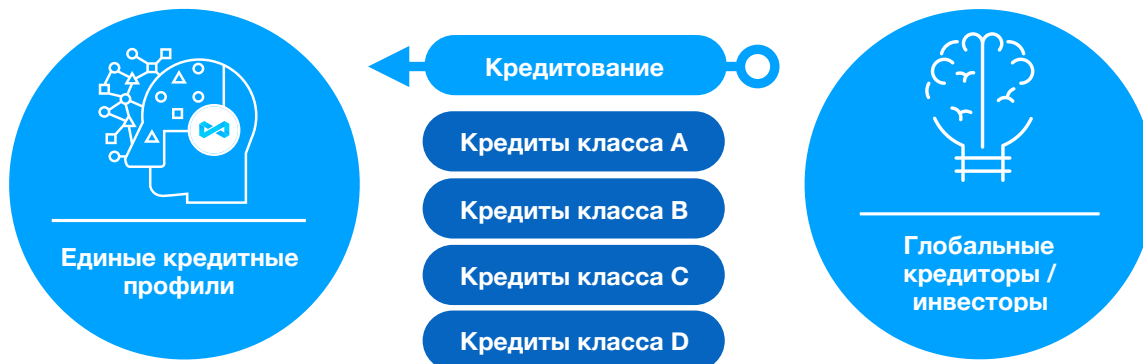 Кредитование
Кредиты класса A
Кредиты класса B
Кредиты класса C
Кредиты класса D
Единые кредитные
профили
Глобальные
кредиторы /
инвесторы